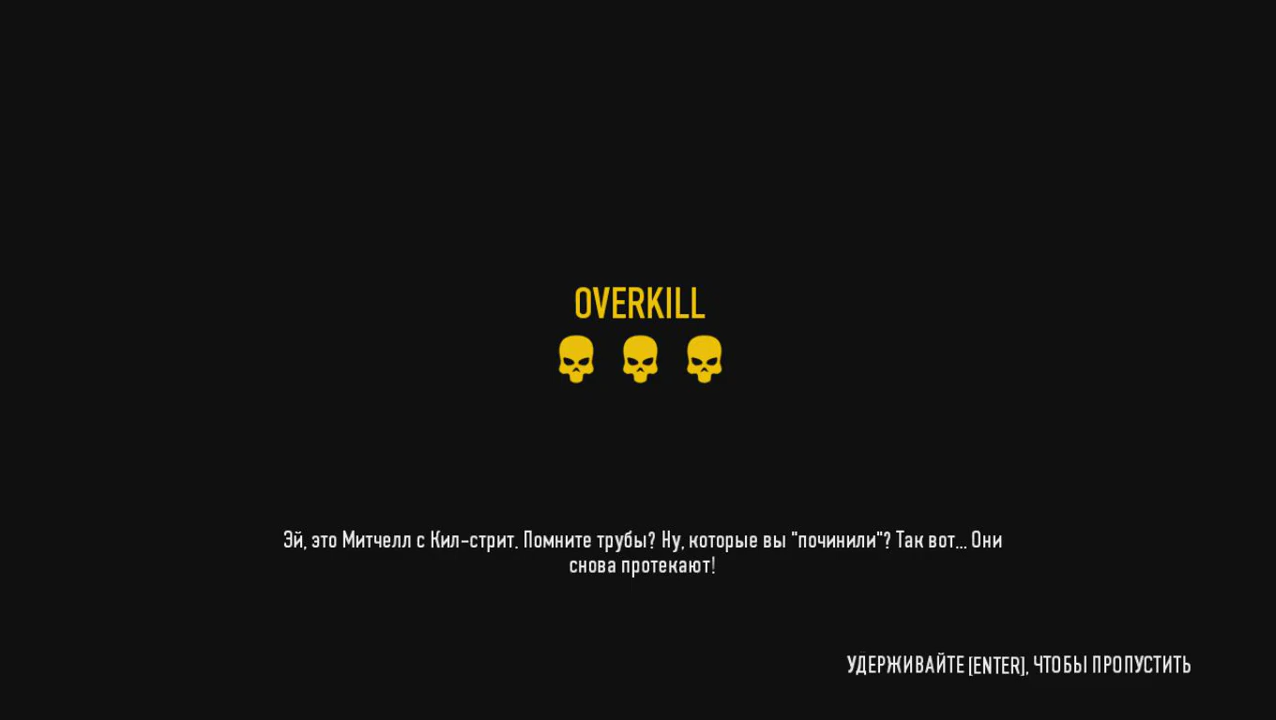 OVERKILL
Эй, это Митчелл с Кил-стрит. Помните трубы? Ну, которые вы "починили"? Так вот... Они
снова протекают!
УДЕРЖИВАЙТЕ [ENTER], ЧТОБЫ ПРОПУСТИТЬ